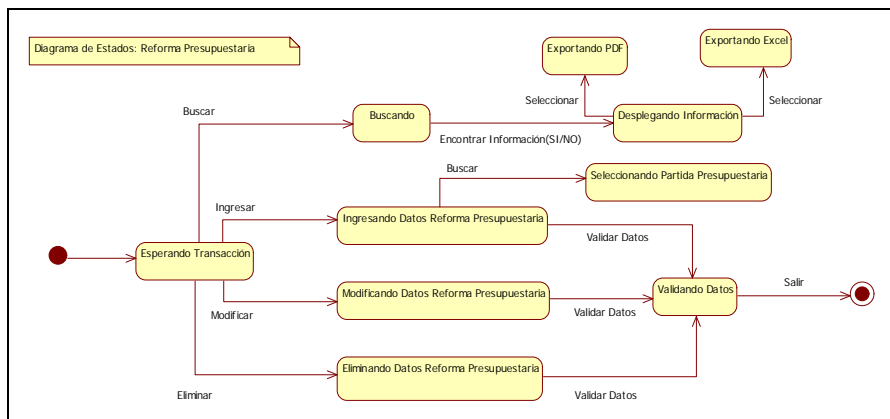 Diagrama de Estados: Reforma Presupuestaria
Exportando PDF
Exportando Excel
Seleccionar
Seleccionar
Buscar
Buscando
Desplegando Información
Encontrar Información(SI/NO)
Buscar
Seleccionando Partida Presupuestaria
Ingresar
Ingresando Datos Reforma Presupuestaria
Validar Datos
Esperando Transacción
Modificando Datos Reforma Presupuestaria
Validando Datos
Salir
Modificar
Validar Datos
Eliminando Datos Reforma Presupuestaria
Eliminar
Validar Datos